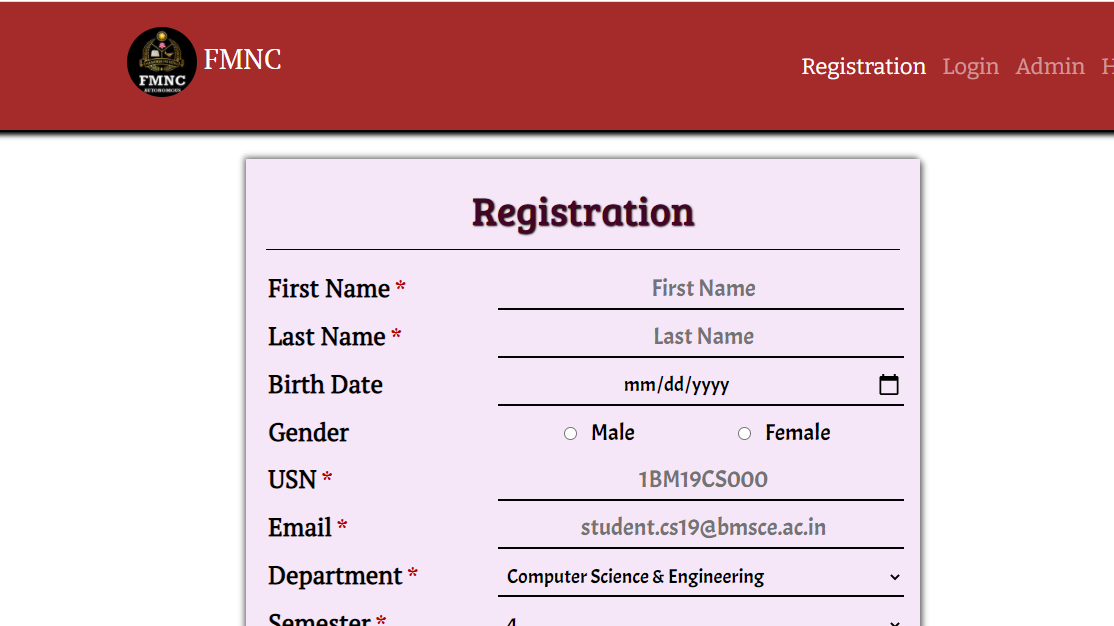 FMNC
AUTONOMOUS
FMNC
Registration Login Admin H
Registration
First Name * First Name
Last Name * Last Name
Birth Date mm/dd/yyyy
Gender Male Female
USN * 1BM19CS000
Email * student.cs19@bmsce.ac.in
Department * Computer Science & Engineering
Semester * 4